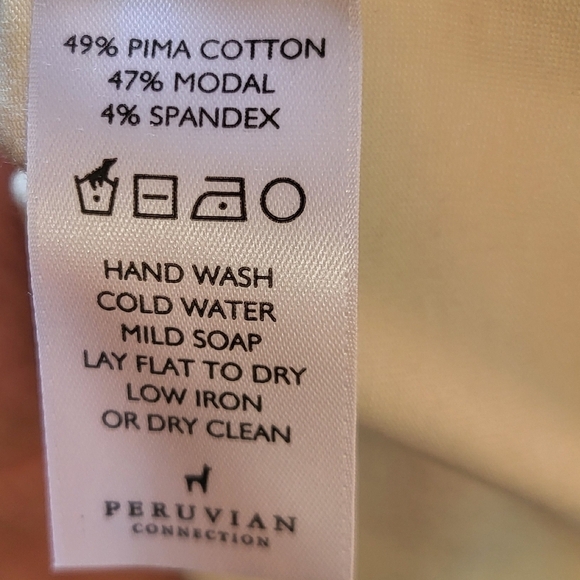 49% PIMA COTTON
47% MODAL
4% SPANDEX
HAND WASH
COLD WATER
MILD SOAP
LAY FLAT TO DRY
LOW IRON
OR DRY CLEAN
PERUVIAN
CONNECTION